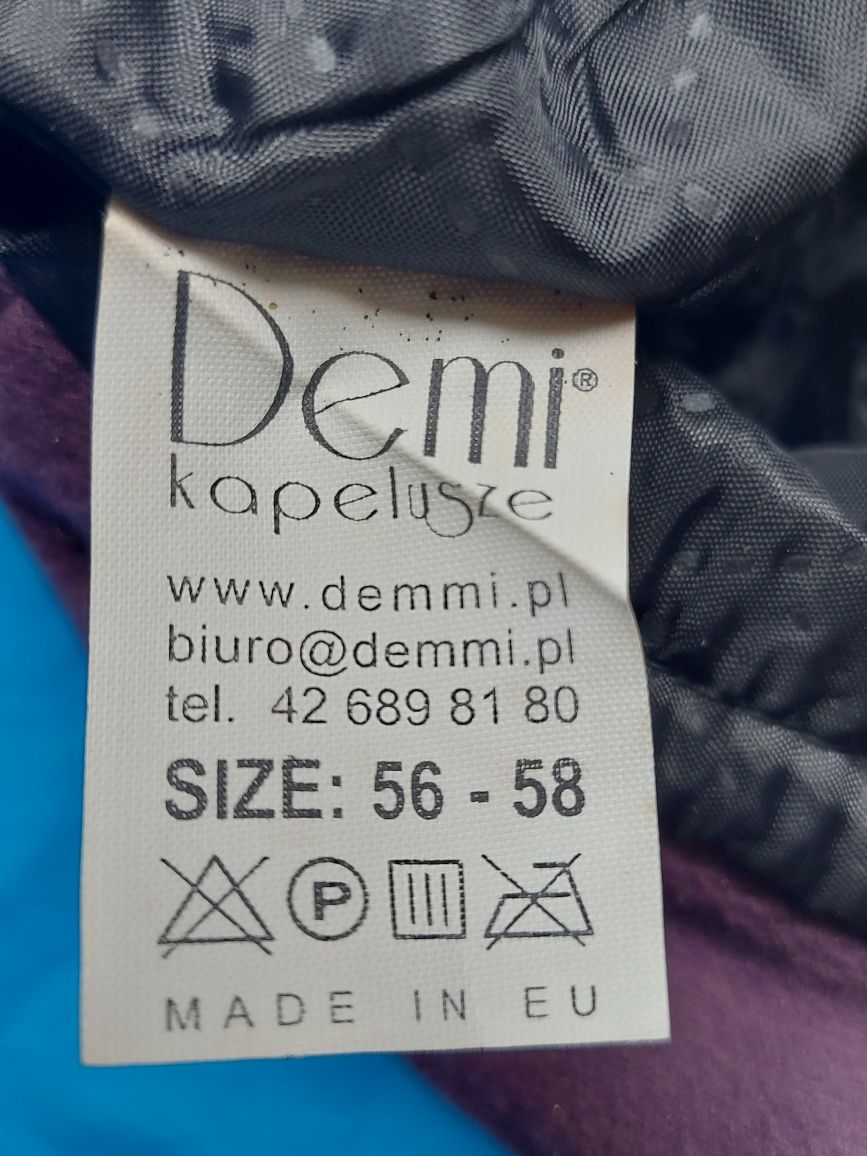 Demi®
kapelusze
www.demmi.pl
biuro@demmi.pl
tel. 42 689 81 80
SIZE: 56 - 58
P
MADE IN EU